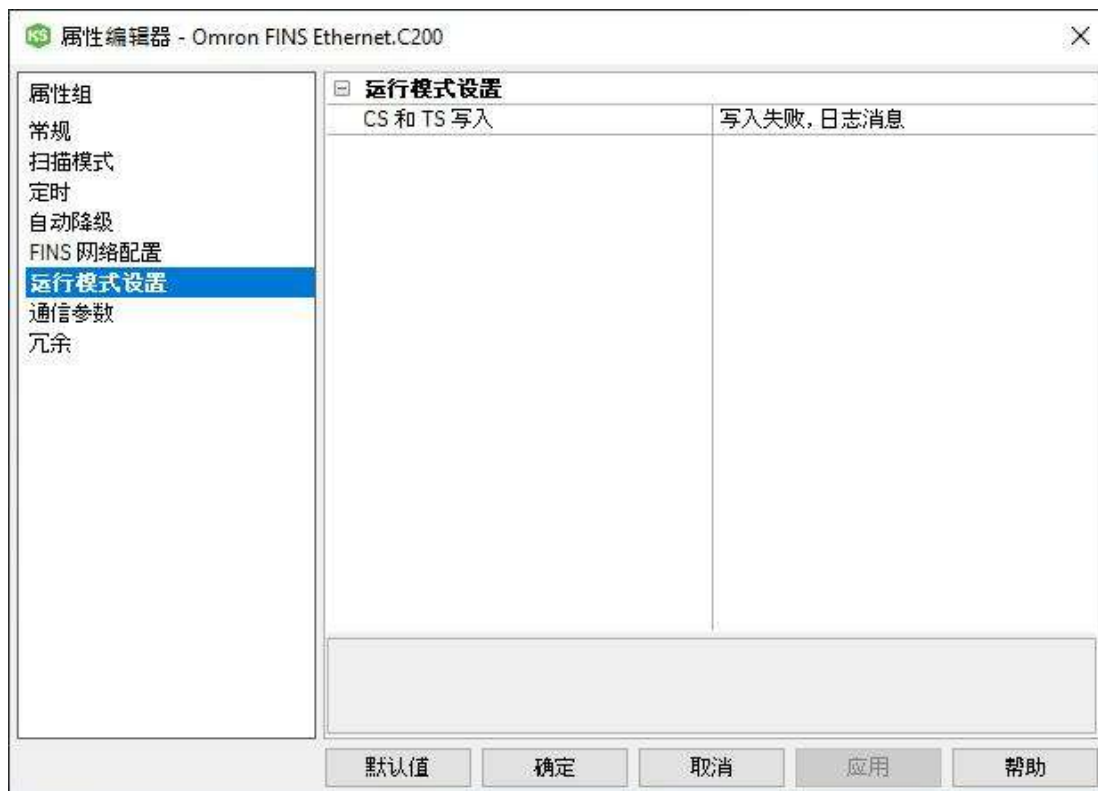 KS 属性编辑器 - Omron FINS Ethernet.C200
属性组
常规
扫描模式
定时
自动降级
FINS 网络配置
运行模式设置
通信参数
冗余
运行模式设置
CS 和 TS 写入 写入失败, 日志消息
默认值 确定 取消 应用 帮助